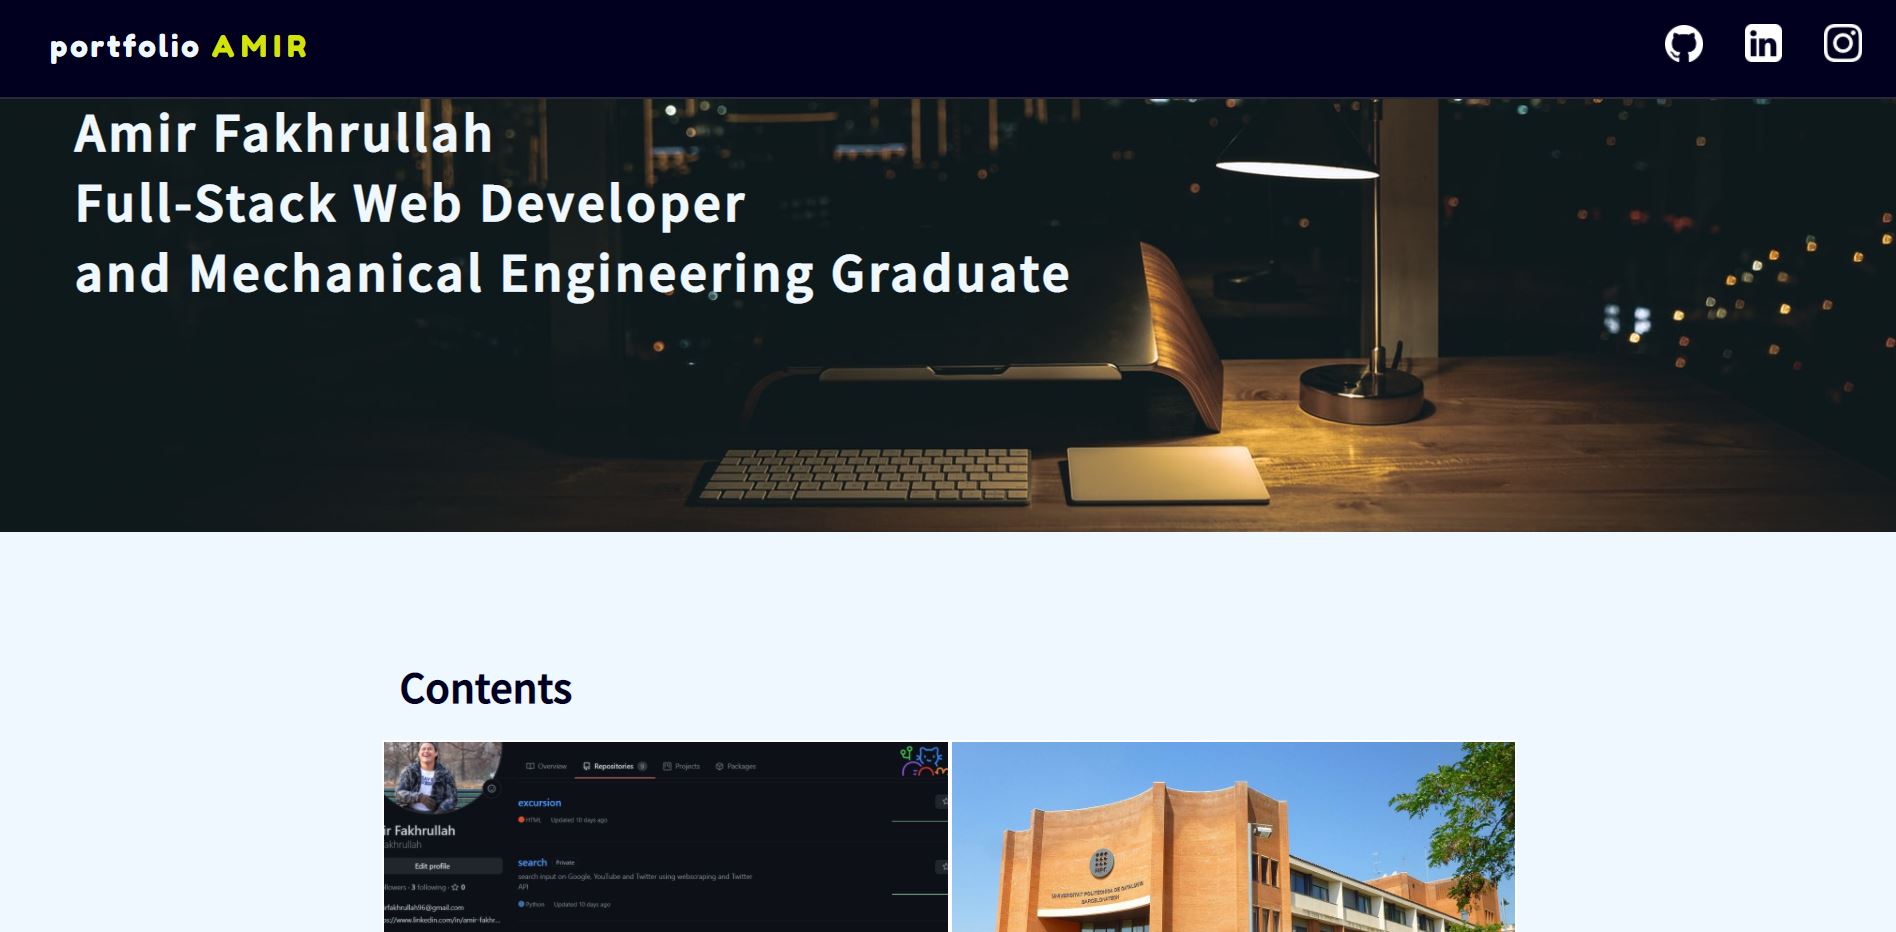 portfolio AMIR
Amir Fakhrullah
Full-Stack Web Developer
and Mechanical Engineering Graduate
Contents
Overview Repositories 9 Projects Packages
excursion
HTML Updated 10 days ago
ir Fakhrullah
akhrullah
Edit profile
search Private
search input on Google, YouTube and Twitter using webscraping and Twitter
API
llowers · 3 following · 0
rfakhrullah96@gmail.com
ps://www.linkedin.com/in/amir-fakhr...
Python Updated 10 days ago
UPC
UNIVERSITAT POLITÈCNICA DE CATALUNYA
BARCELONATECH